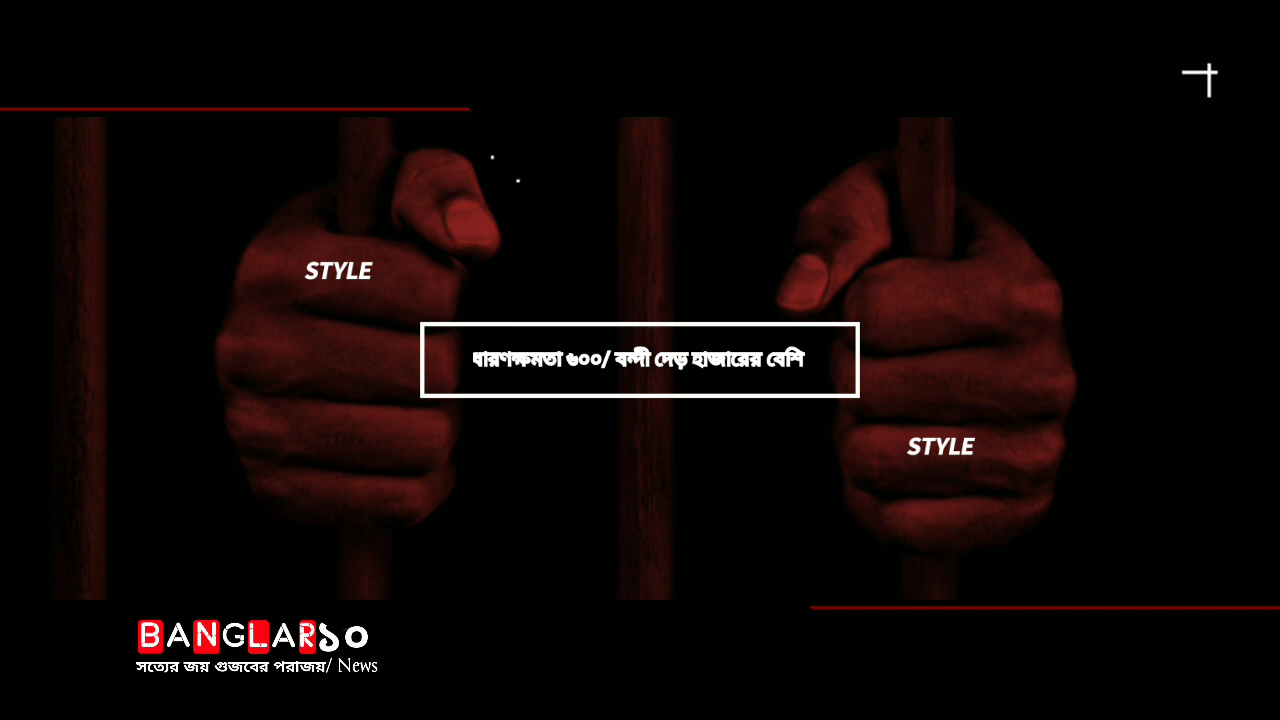 STYLE
ধারণক্ষমতা ৬০০/ বন্দী দেড় হাজারের বেশি
STYLE
BANGLAR১০
সত্যের জয় গুজবের পরাজয়/ News